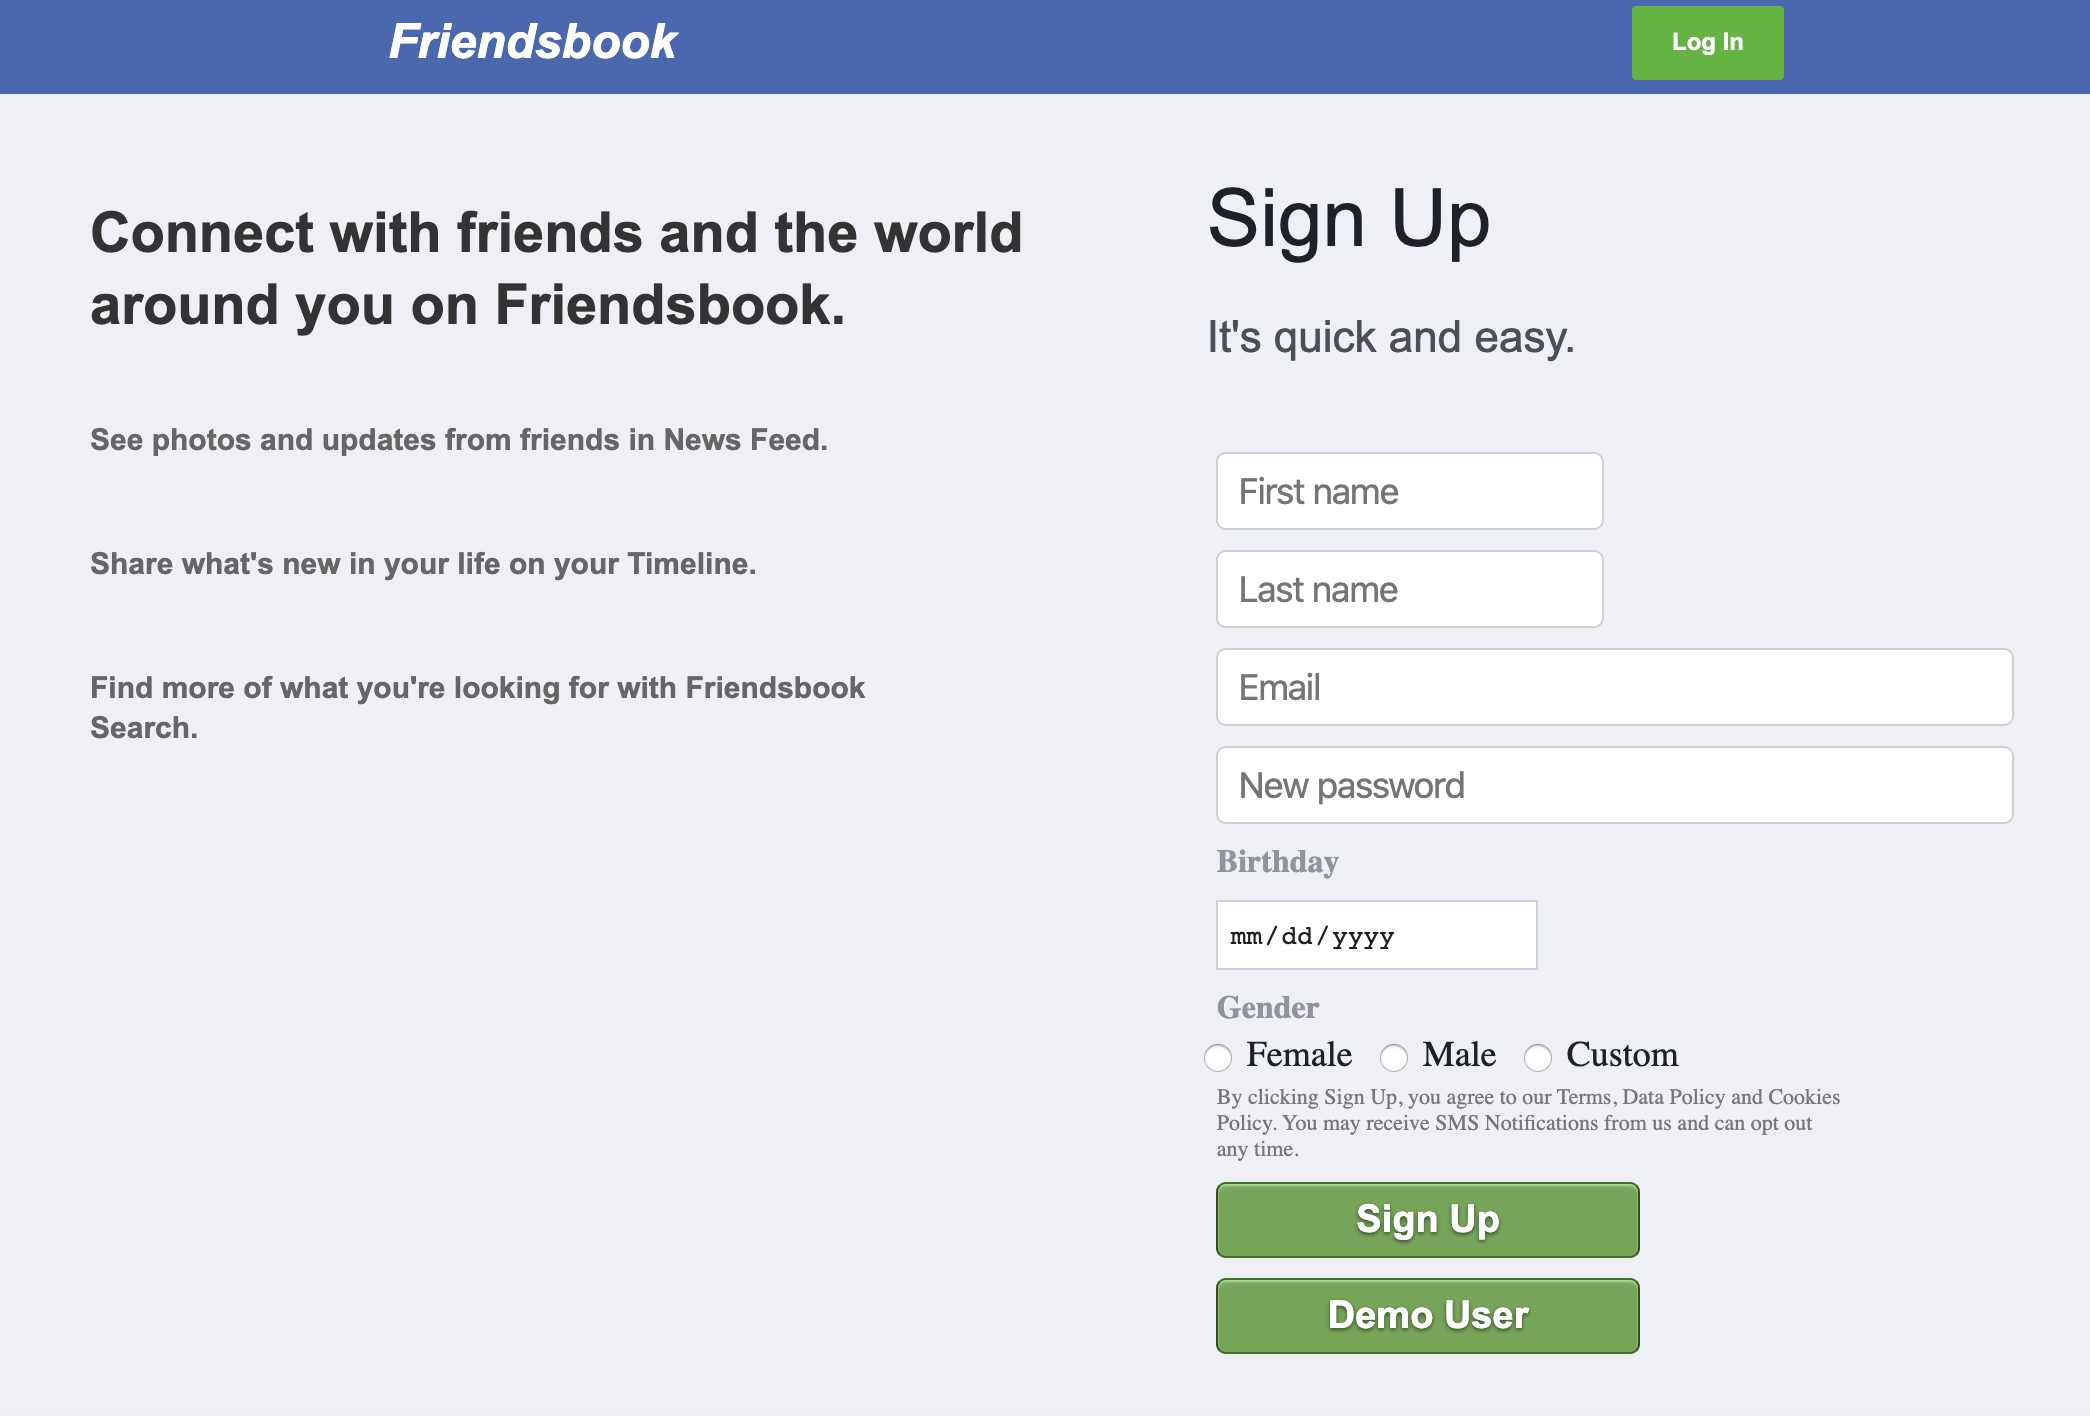 Friendsbook
Log In
Connect with friends and the world
around you on Friendsbook.
See photos and updates from friends in News Feed.
Share what's new in your life on your Timeline.
Find more of what you're looking for with Friendsbook
Search.
Sign Up
It's quick and easy.
First name
Last name
Email
New password
Birthday
mm/dd/yyyy
Gender
Female Male Custom
By clicking Sign Up, you agree to our Terms, Data Policy and Cookies
Policy. You may receive SMS Notifications from us and can opt out
any time.
Sign Up
Demo User